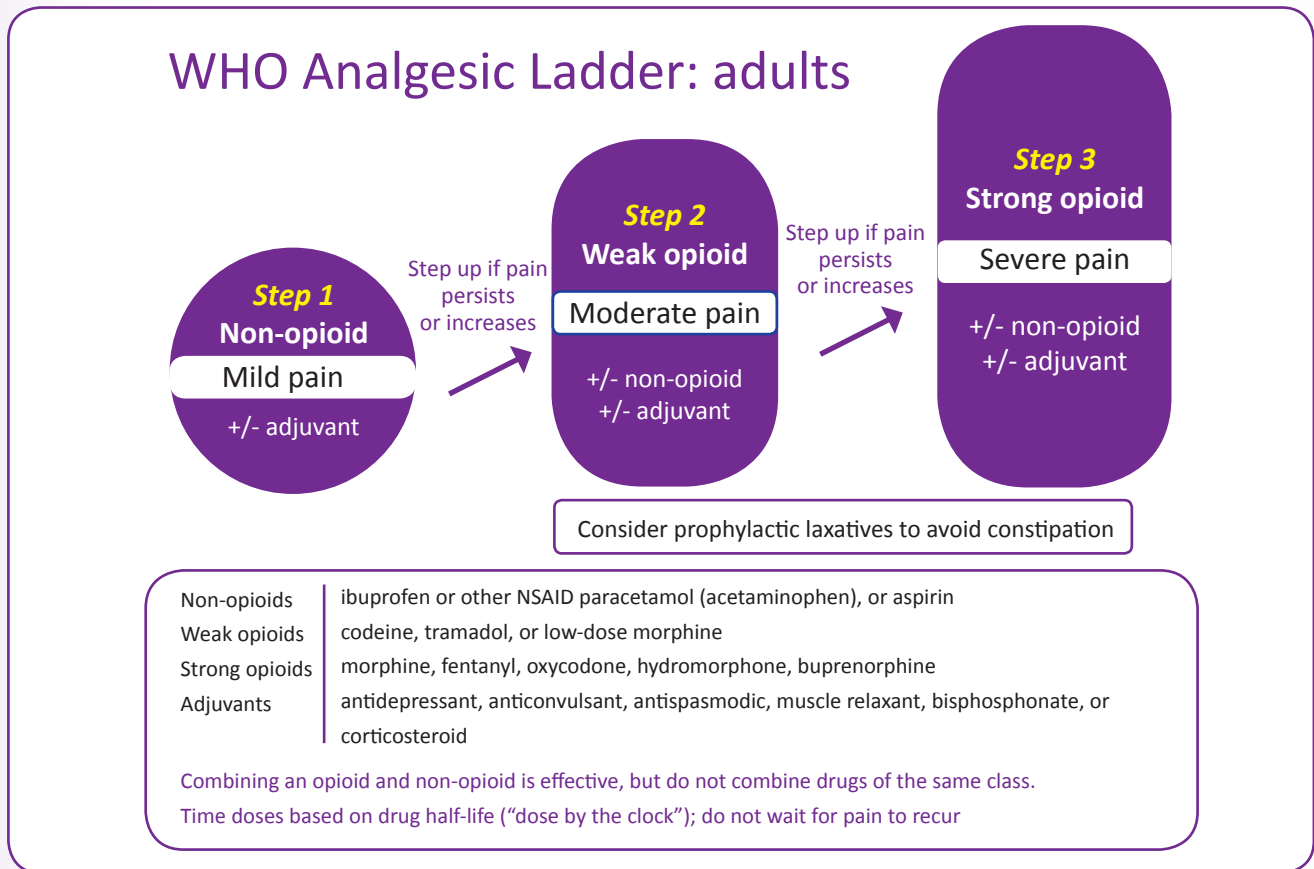 WHO Analgesic Ladder: adults
Step 1
Non-opioid
Mild pain
+/- adjuvant
Step up if pain
persists
or increases
Step 2
Weak opioid
Moderate pain
+/- non-opioid
+/- adjuvant
Step up if pain
persists
or increases
Step 3
Strong opioid
Severe pain
+/- non-opioid
+/- adjuvant
Consider prophylactic laxatives to avoid constipation
Non-opioids ibuprofen or other NSAID paracetamol (acetaminophen), or aspirin
Weak opioids codeine, tramadol, or low-dose morphine
Strong opioids morphine, fentanyl, oxycodone, hydromorphone, buprenorphine
Adjuvants antidepressant, anticonvulsant, antispasmodic, muscle relaxant, bisphosphonate, or
corticosteroid
Combining an opioid and non-opioid is effective, but do not combine drugs of the same class.
Time doses based on drug half-life (“dose by the clock”); do not wait for pain to recur